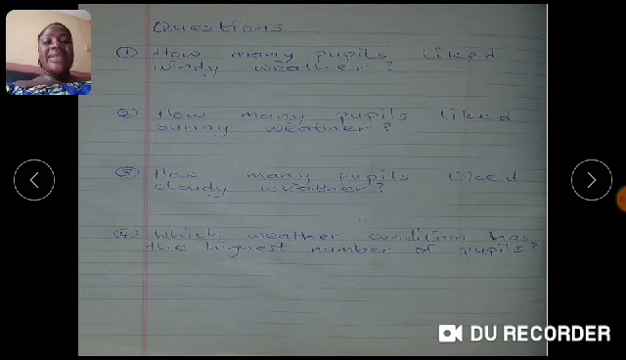 Questions
① How many pupils liked
windy weather?
② How many pupils liked
sunny weather?
③ How many pupils liked
cloudy weather?
④ Which weather condition has
the highest number of pupils?
DU RECORDER